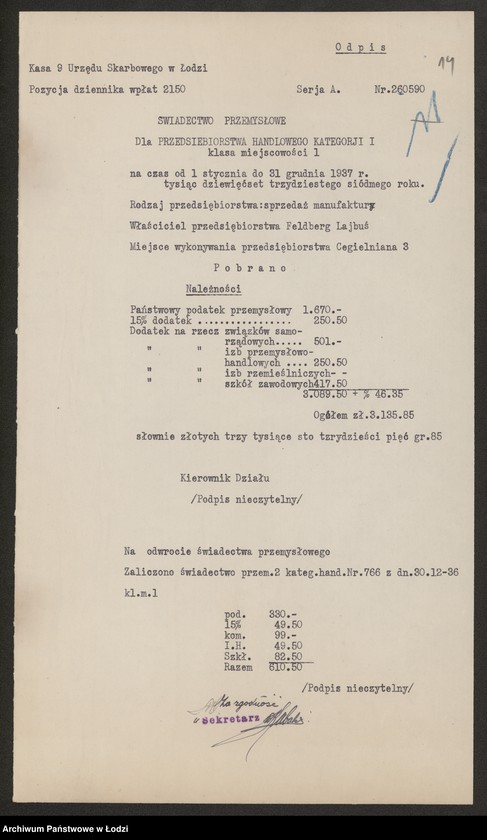 Odpis
19
Kasa 9 Urzędu Skarbowego w Łodzi
Pozycja dziennika wpłat 2150 Serja A. Nr.260590
ŚWIADECTWO PRZEMYSŁOWE
Dla PRZEDSIEBIORSTWA HANDLOWEGO KATEGORJI I
klasa miejscowości 1
na czas od 1 stycznia do 31 grudnia 1937 r.
tysiąc dziewięćset trzydziestego siódmego roku.
Rodzaj przedsiębiorstwa:sprzedaż manufaktury
Właściciel przedsiębiorstwa Feldberg Lajbuś
Miejsce wykonywania przedsiębiorstwa Cegielniana 3
Pobrano
Należności
Państwowy podatek przemysłowy 1.670.-
15% dodatek ................. 250.50
Dodatek na rzecz związków samo-
rządowych..... 501.-
" " izb przemysłowo-
handlowych .... 250.50
" " izb rzemieślniczych- -
" " szkół zawodowych417.50
3.089.50 + % 46.35
Ogółem zł.3.135.85
słownie złotych trzy tysiące sto tzrydzieści pięć gr.85
Kierownik Działu
/Podpis nieczytelny/
Na odwrocie świadectwa przemysłowego
Zaliczono świadectwo przem.2 kateg.hand.Nr.766 z dn.30.12-36
kl.m.1
pod. 330.-
15% 49.50
kom. 99.-
I.H. 49.50
Szkł. 82.50
Razem 610.50
/Podpis nieczytelny/
Za zgodność
Sekretarz
Archiwum Państwowe w Łodzi